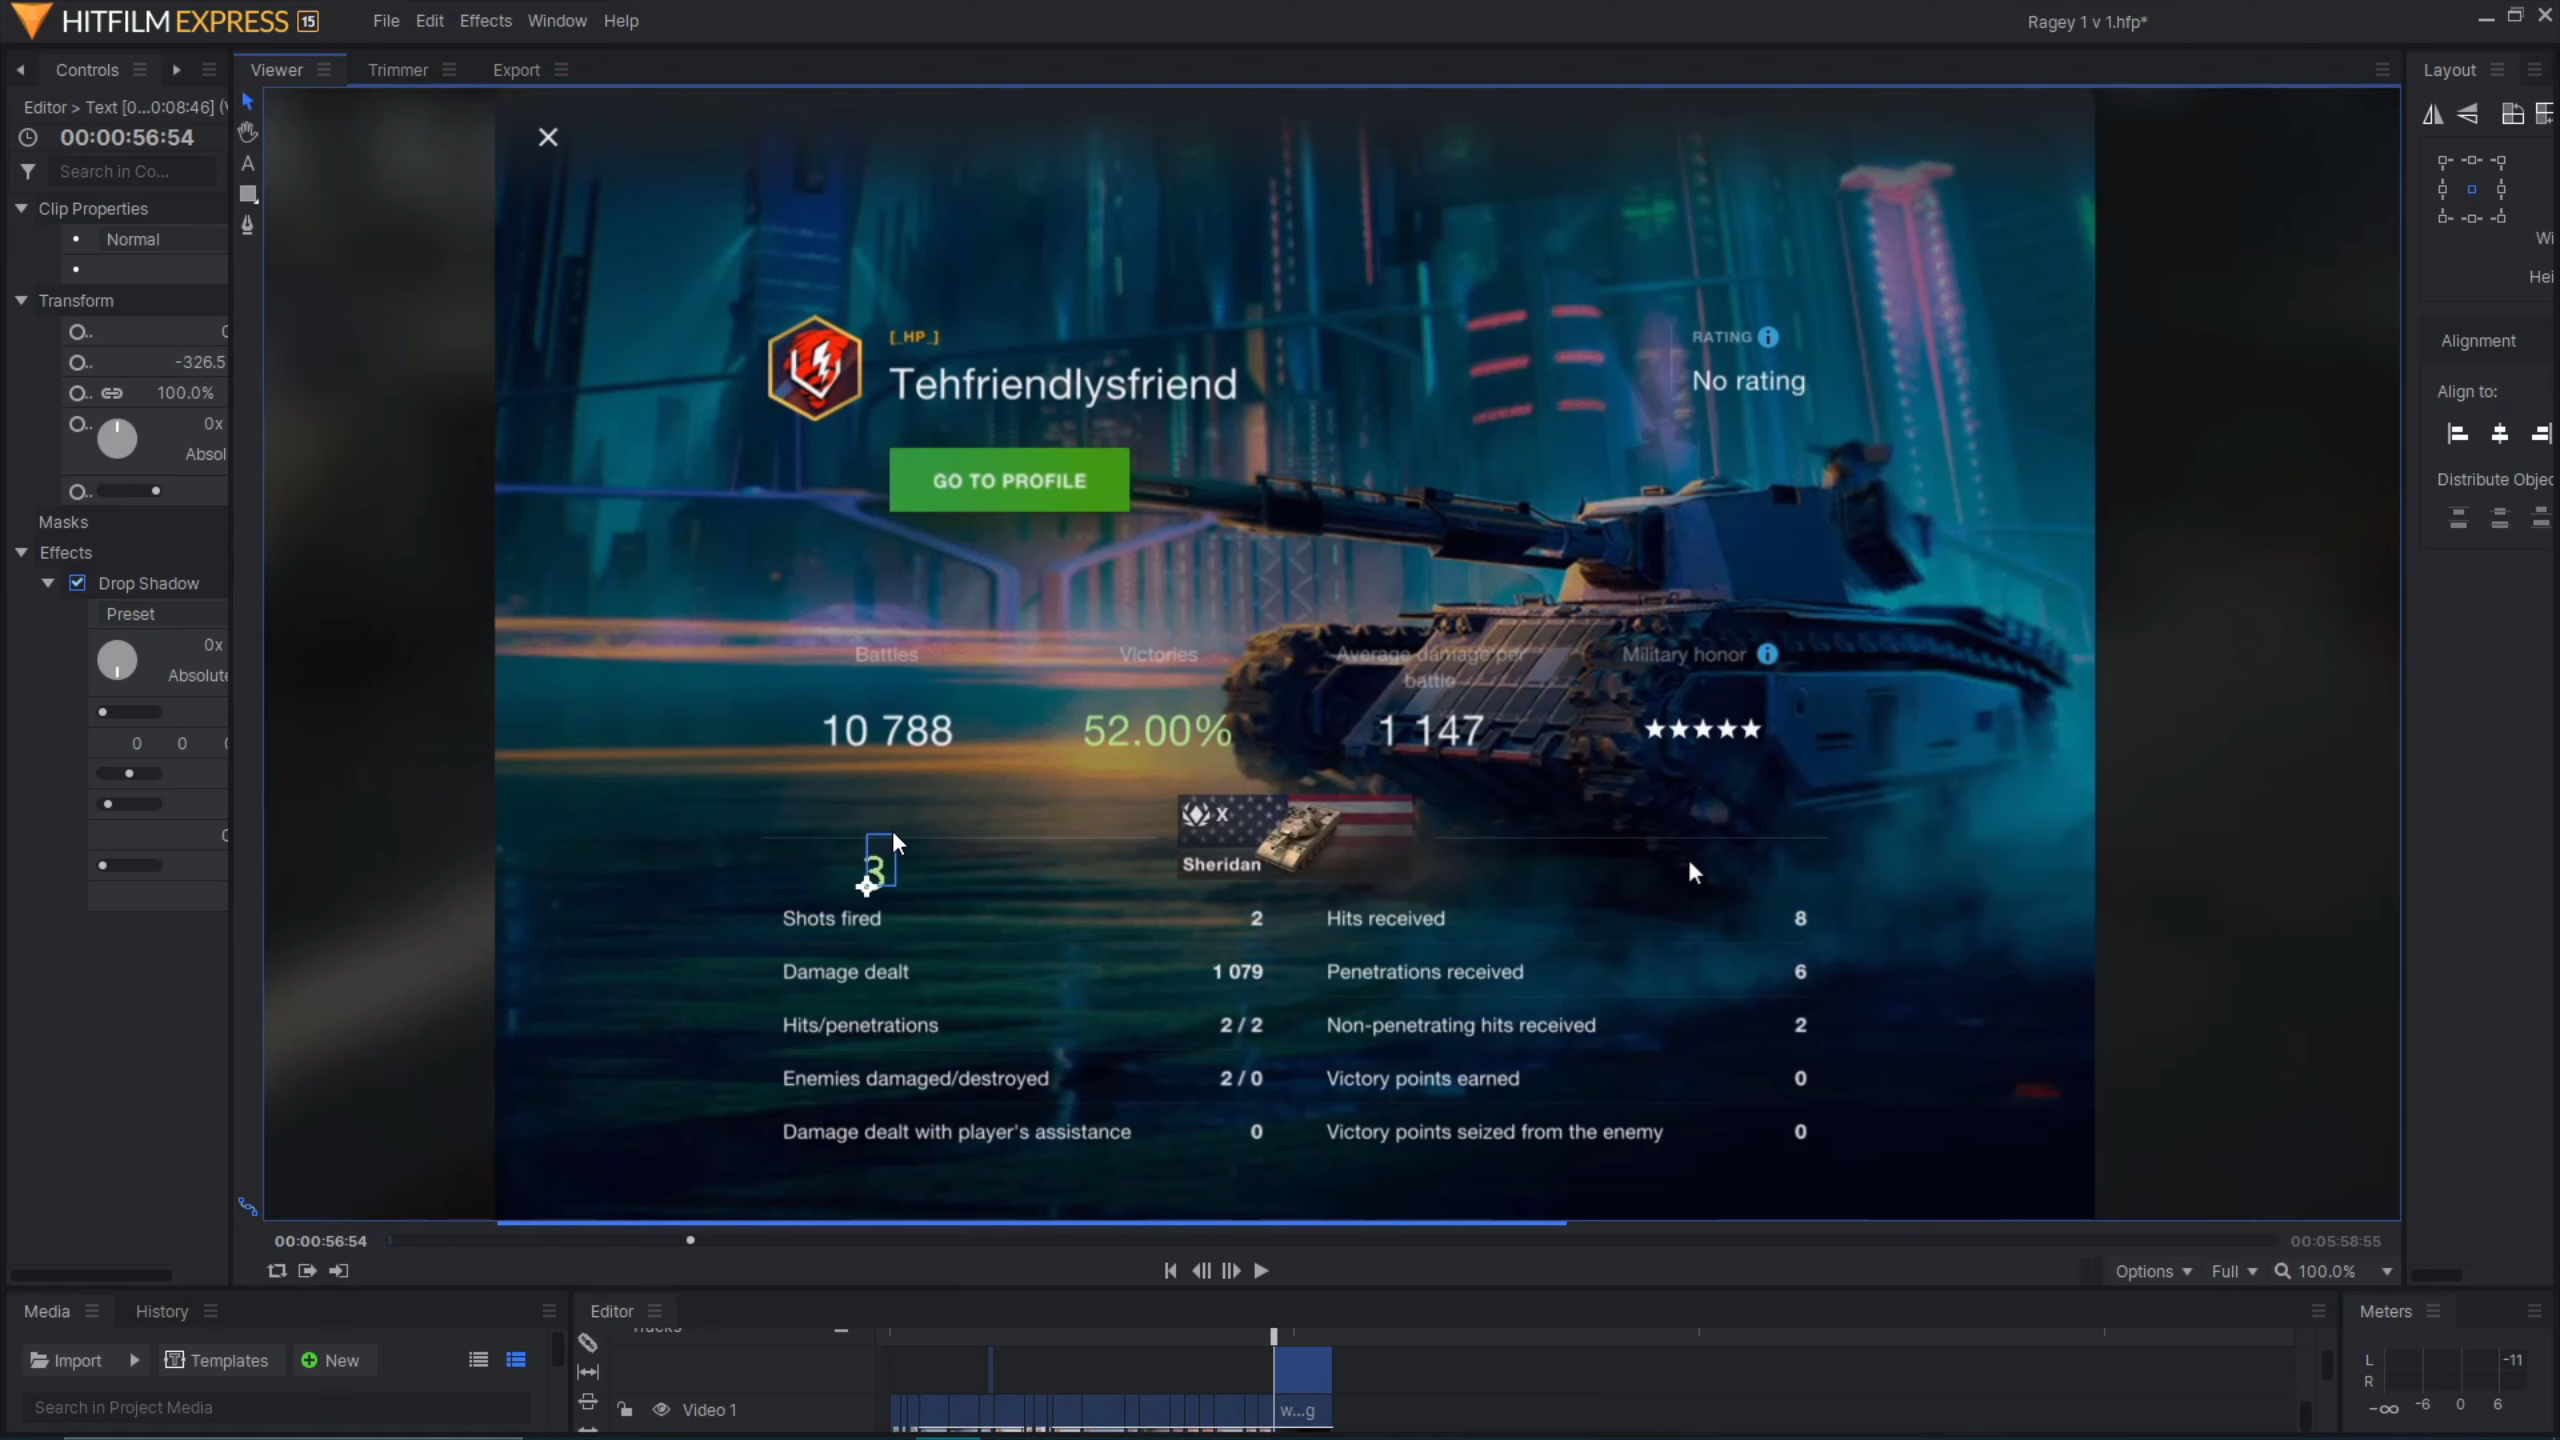 HITFILM EXPRESS 15 File Edit Effects Window Help Ragey 1 v 1.hfp*
Controls Viewer Trimmer Export Layout
Editor > Text [0...0:08:46] (\
00:00:56:54
Search in Co...
Clip Properties
Normal
Transform
-326.5
100.0%
0x
Absol
Masks
Effects
Drop Shadow
Preset
0x
Absolute
0 0
[_HP_]
Tehfriendlysfriend
GO TO PROFILE
RATING
No rating
Battles Victories Average damage per battle Military honor
10 788 52.00% 1 147 ★★★★★
X
Sheridan
3
Shots fired 2 Hits received 8
Damage dealt 1 079 Penetrations received 6
Hits/penetrations 2 / 2 Non-penetrating hits received 2
Enemies damaged/destroyed 2 / 0 Victory points earned 0
Damage dealt with player's assistance 0 Victory points seized from the enemy 0
Wi
Hei
Alignment
Align to:
Distribute Objec
00:00:56:54 00:05:58:55
Options Full 100.0%
Media History Editor Meters
Import Templates New
Search in Project Media
Video 1 w...g
L -11
R
-∞ -6 0 6